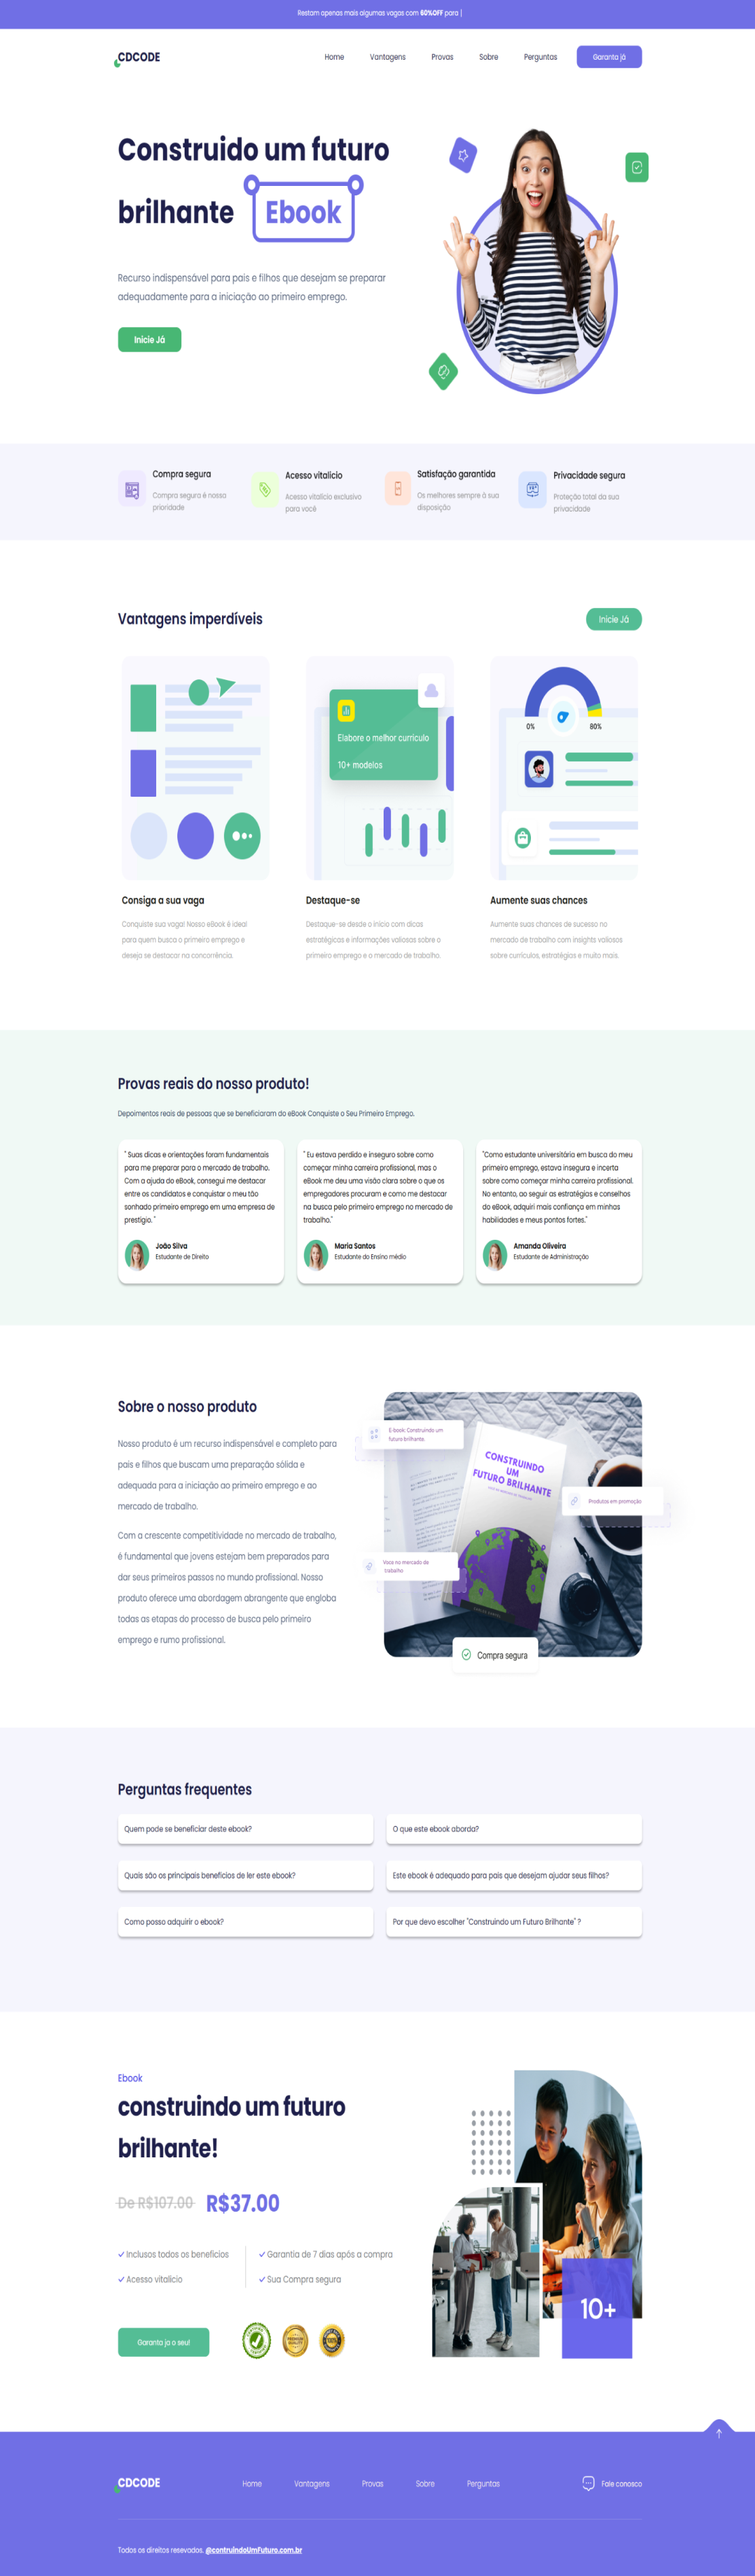 Restam apenas mais algumas vagas com 60%OFF para |
CDCODE
Home
Vantagens
Provas
Sobre
Perguntas
Garanta já
Construido um futuro
brilhante Ebook
Recurso indispensável para pais e filhos que desejam se preparar
adequadamente para a iniciação ao primeiro emprego.
Inicie Já
Compra segura
Compra segura é nossa
prioridade
Acesso vitalício
Acesso vitalício exclusivo
para você
Satisfação garantida
Os melhores sempre à sua
disposição
Privacidade segura
Proteção total da sua
privacidade
Vantagens imperdíveis
Inicie Já
Elabore o melhor currículo
10+ modelos
0%
80%
Consiga a sua vaga
Conquiste sua vaga! Nosso eBook é ideal
para quem busca o primeiro emprego e
deseja se destacar na concorrência.
Destaque-se
Destaque-se desde o início com dicas
estratégicas e informações valiosas sobre o
primeiro emprego e o mercado de trabalho.
Aumente suas chances
Aumente suas chances de sucesso no
mercado de trabalho com insights valiosos
sobre currículos, estratégias e muito mais.
Provas reais do nosso produto!
Depoimentos reais de pessoas que se beneficiaram do eBook Conquiste o Seu Primeiro Emprego.
" Suas dicas e orientações foram fundamentais
para me preparar para o mercado de trabalho.
Com a ajuda do eBook, consegui me destacar
entre os candidatos e conquistar o meu tão
sonhado primeiro emprego em uma empresa de
prestígio. "
João Silva
Estudante de Direito
" Eu estava perdido e inseguro sobre como
começar minha carreira profissional, mas o
eBook me deu uma visão clara sobre o que os
empregadores procuram e como me destacar
na busca pelo primeiro emprego no mercado de
trabalho."
Maria Santos
Estudante do Ensino médio
"Como estudante universitária em busca do meu
primeiro emprego, estava insegura e incerta
sobre como começar minha carreira profissional.
No entanto, ao seguir as estratégias e conselhos
do eBook, adquiri mais confiança em minhas
habilidades e meus pontos fortes."
Amanda Oliveira
Estudante de Administração
Sobre o nosso produto
Nosso produto é um recurso indispensável e completo para
pais e filhos que buscam uma preparação sólida e
adequada para a iniciação ao primeiro emprego e ao
mercado de trabalho.
Com a crescente competitividade no mercado de trabalho,
é fundamental que jovens estejam bem preparados para
dar seus primeiros passos no mundo profissional. Nosso
produto oferece uma abordagem abrangente que engloba
todas as etapas do processo de busca pelo primeiro
emprego e rumo profissional.
E-book: Construindo um
futuro brilhante.
CONSTRUINDO
UM
FUTURO BRILHANTE
Produtos em promoção
Vaga no mercado de
trabalho
Compra segura
Perguntas frequentes
Quem pode se beneficiar deste ebook?
O que este ebook aborda?
Quais são os principais benefícios de ler este ebook?
Este ebook é adequado para pais que desejam ajudar seus filhos?
Como posso adquirir o ebook?
Por que devo escolher "Construindo um Futuro Brilhante" ?
Ebook
construindo um futuro
brilhante!
De R$107.00 R$37.00
Inclusos todos os benefícios
Garantia de 7 dias após a compra
Acesso vitalício
Sua Compra segura
Garanta ja o seu!
PREMIUM
QUALITY
100%
10+
CDCODE
Home
Vantagens
Provas
Sobre
Perguntas
Fale conosco
Todos os direitos resevados. @contruindoUmFuturo.com.br